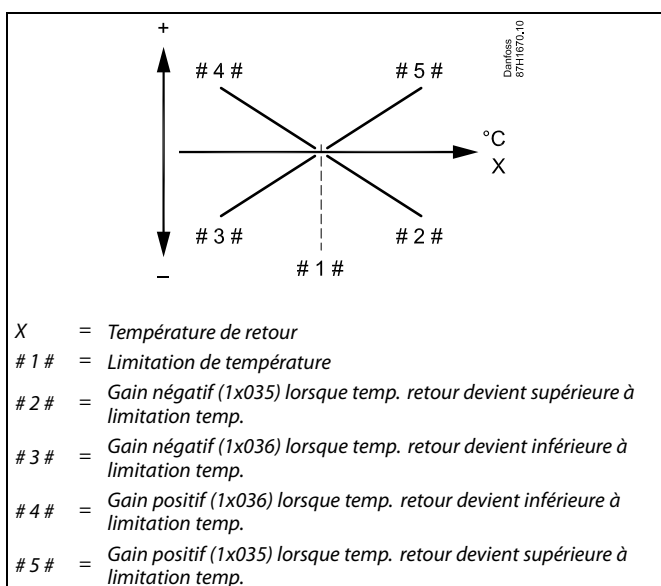 +
Danfoss
87H1670.10
# 4 #
# 5 #
°C
X
# 3 #
# 2 #
# 1 #
–
X = Température de retour
# 1 # = Limitation de température
# 2 # = Gain négatif (1x035) lorsque temp. retour devient supérieure à
limitation temp.
# 3 # = Gain négatif (1x036) lorsque temp. retour devient inférieure à
limitation temp.
# 4 # = Gain positif (1x036) lorsque temp. retour devient inférieure à
limitation temp.
# 5 # = Gain positif (1x035) lorsque temp. retour devient supérieure à
limitation temp.